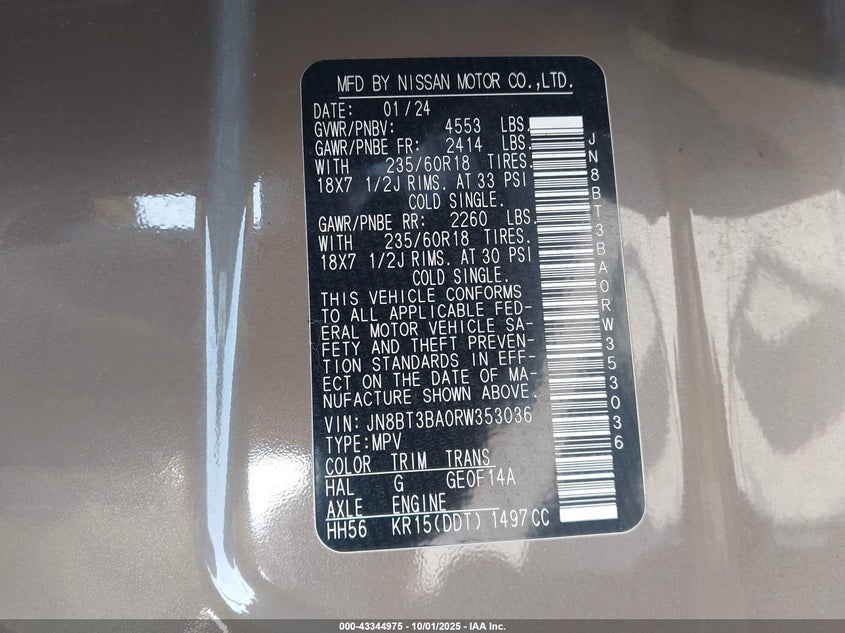 MFD BY NISSAN MOTOR CO.,LTD.
DATE: 01/24
GVWR/PNBV: 4553 LBS.
GAWR/PNBE FR: 2414 LBS.
WITH 235/60R18 TIRES.
18X7 1/2J RIMS. AT 33 PSI
COLD SINGLE.
GAWR/PNBE RR: 2260 LBS.
WITH 235/60R18 TIRES.
18X7 1/2J RIMS. AT 30 PSI
COLD SINGLE.
THIS VEHICLE CONFORMS
TO ALL APPLICABLE FED-
ERAL MOTOR VEHICLE SA-
FETY AND THEFT PREVEN-
TION STANDARDS IN EFF-
ECT ON THE DATE OF MA-
NUFACTURE SHOWN ABOVE.
VIN: JN8BT3BA0RW353036
TYPE:MPV
COLOR TRIM TRANS
HAL G GE0F14A
AXLE ENGINE
HH56 KR15(DDT) 1497CC
JN8BT3BA0RW353036
000-43344975 - 10/01/2025 - IAA Inc.